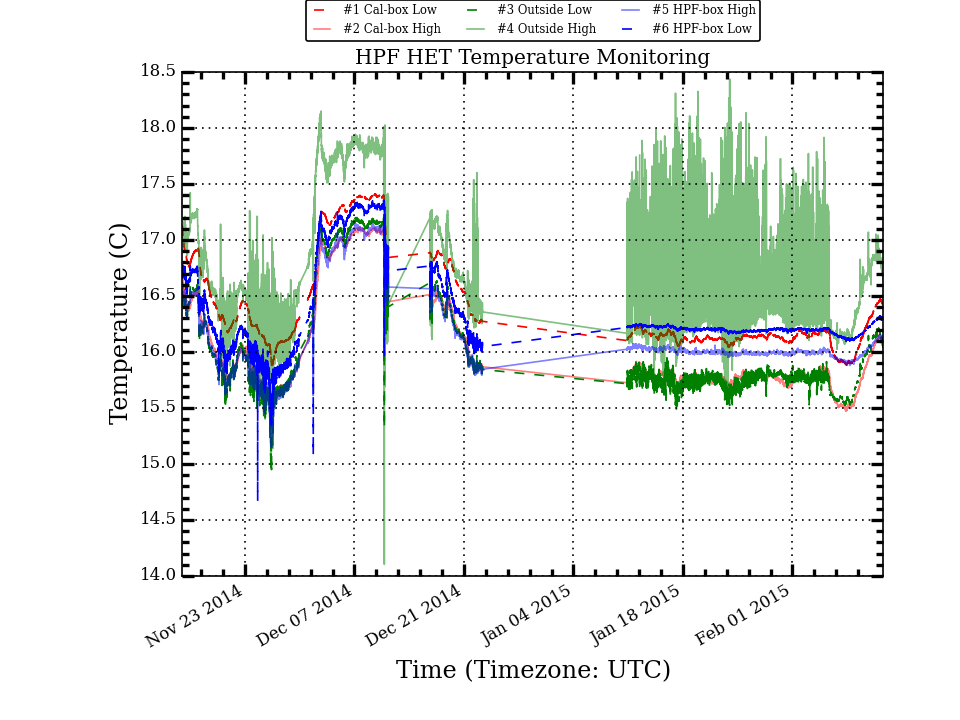 #1 Cal-box Low #3 Outside Low #5 HPF-box High
#2 Cal-box High #4 Outside High #6 HPF-box Low
HPF HET Temperature Monitoring
18.5
18.0
17.5
17.0
16.5
16.0
15.5
15.0
14.5
14.0
Temperature (C)
Nov 23 2014 Dec 07 2014 Dec 21 2014 Jan 04 2015 Jan 18 2015 Feb 01 2015
Time (Timezone: UTC)